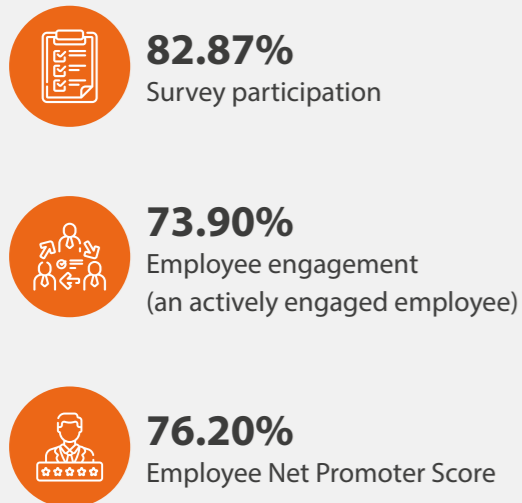 82.87%
Survey participation
73.90%
Employee engagement
(an actively engaged employee)
76.20%
Employee Net Promoter Score